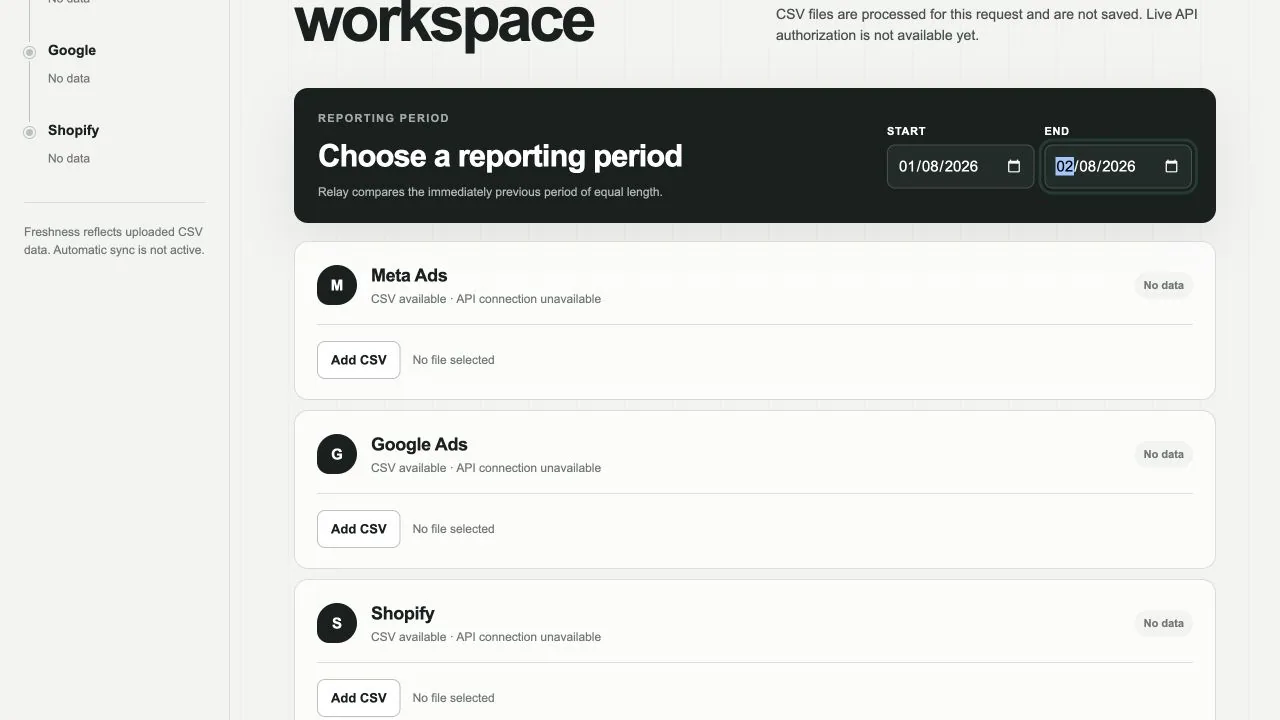 No data
Google
No data
Shopify
No data
Freshness reflects uploaded CSV
data. Automatic sync is not active.
workspace
CSV files are processed for this request and are not saved. Live API
authorization is not available yet.
REPORTING PERIOD
Choose a reporting period
Relay compares the immediately previous period of equal length.
START
01/08/2026
END
02/08/2026
M
Meta Ads
CSV available · API connection unavailable
No data
Add CSV
No file selected
G
Google Ads
CSV available · API connection unavailable
No data
Add CSV
No file selected
S
Shopify
CSV available · API connection unavailable
No data
Add CSV
No file selected